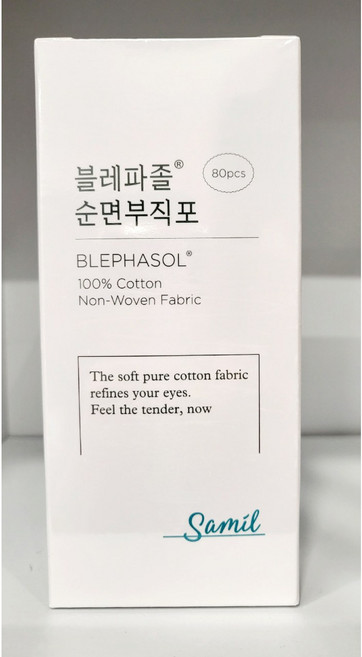 블레파졸®
80pcs
순면부직포
BLEPHASOL®
100% Cotton
Non-Woven Fabric
The soft pure cotton fabric
refines your eyes.
Feel the tender, now
Samil